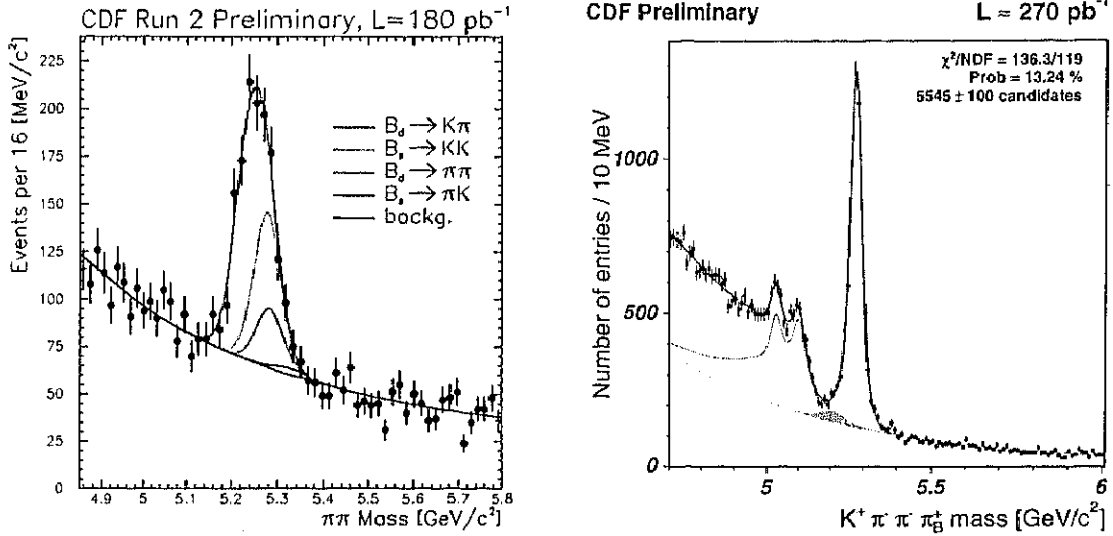 CDF Run 2 Preliminary, L=180 pb⁻¹
Events per 16 [MeV/c²]
225
200
175
150
125
100
75
50
25
0
B_d→Kπ
B_s→KK
B_d→ππ
B_s→πK
backg.
4.9 5 5.1 5.2 5.3 5.4 5.5 5.6 5.7 5.8
ππ Mass [GeV/c²]
CDF Preliminary L = 270 pb⁻¹
χ²/NDF = 136.3/119
Prob = 13.24 %
5545 ± 100 candidates
Number of entries / 10 MeV
1000
500
0
5 5.5 6
K⁺ π⁻ π⁻ π_B⁺ mass [GeV/c²]